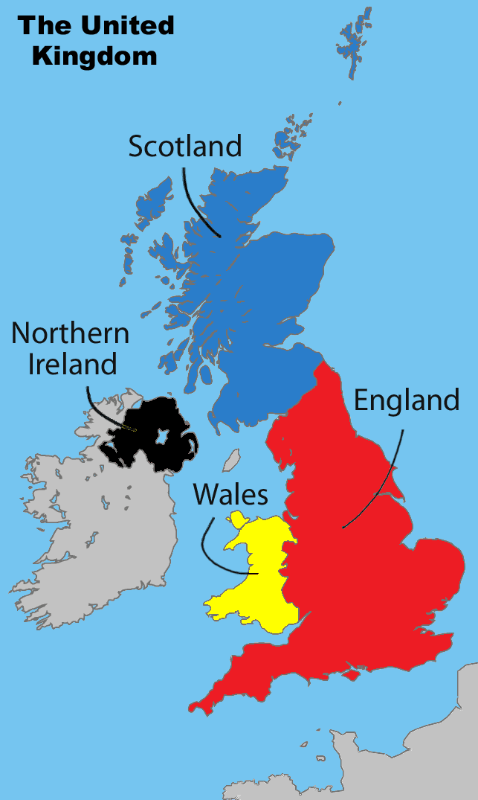 The United
Kingdom
Scotland
Northern
Ireland
England
Wales